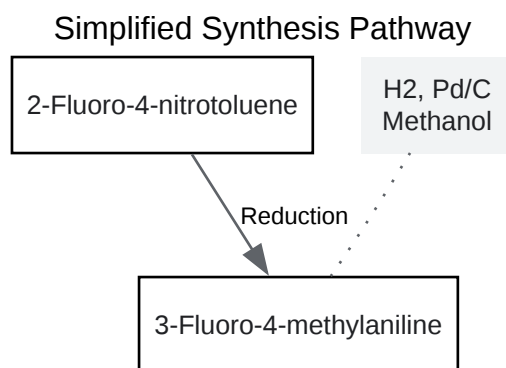 Simplified Synthesis Pathway
2-Fluoro-4-nitrotoluene
H2, Pd/C
Methanol
Reduction
3-Fluoro-4-methylaniline